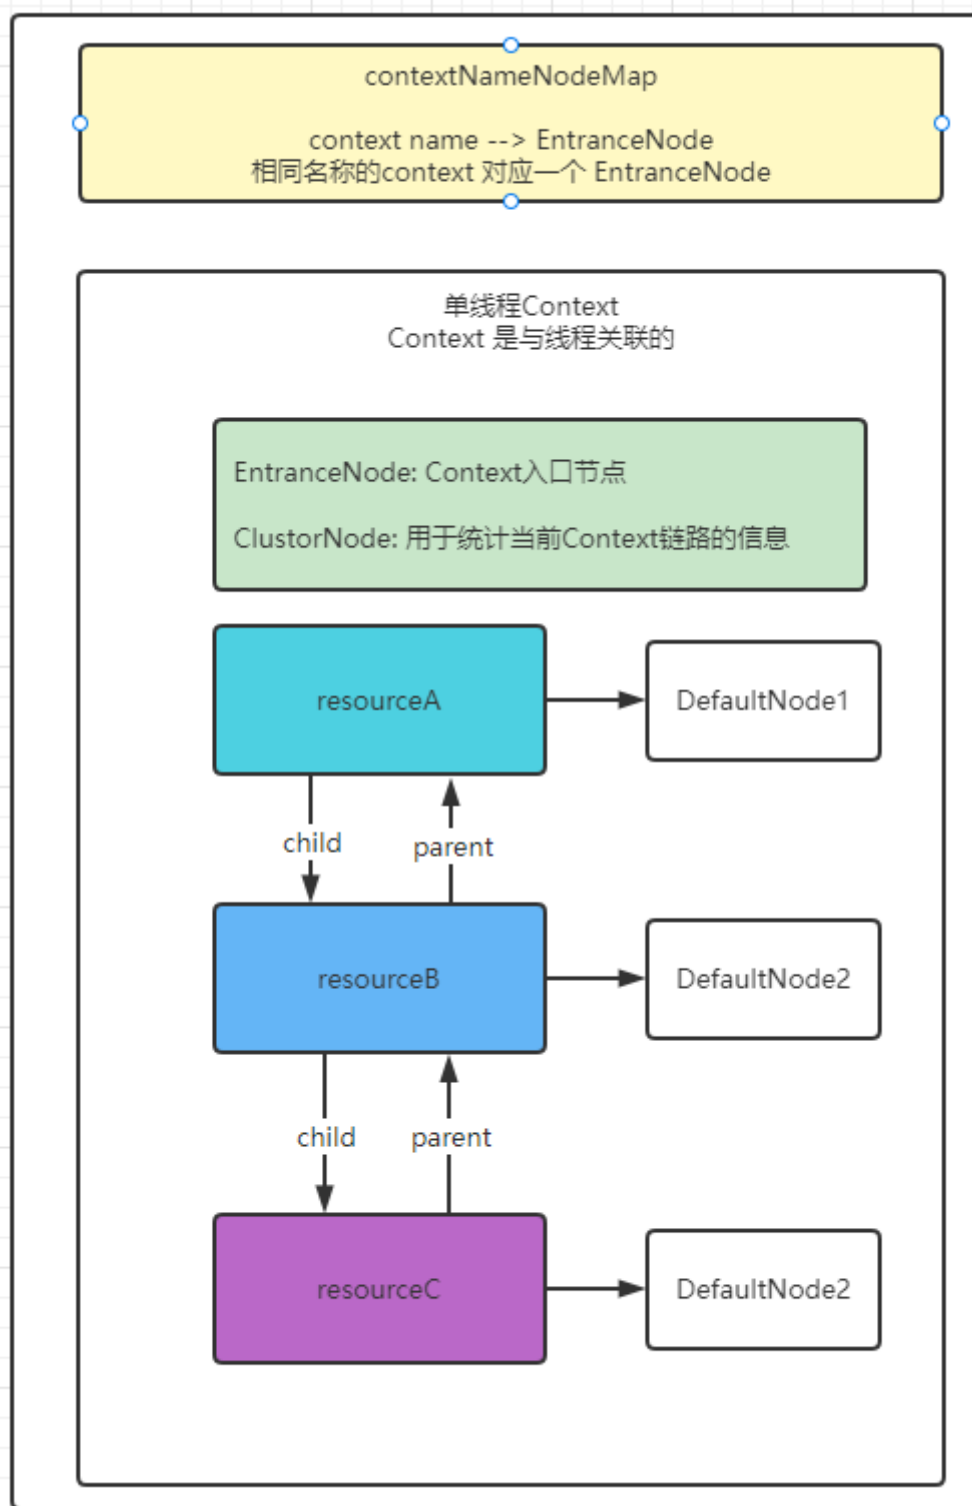 contextNameNodeMap
context name --> EntranceNode
相同名称的context 对应一个 EntranceNode
单线程Context
Context 是与线程关联的
EntranceNode: Context入口节点
ClustorNode: 用于统计当前Context链路的信息
resourceA
DefaultNode1
child
parent
resourceB
DefaultNode2
child
parent
resourceC
DefaultNode2